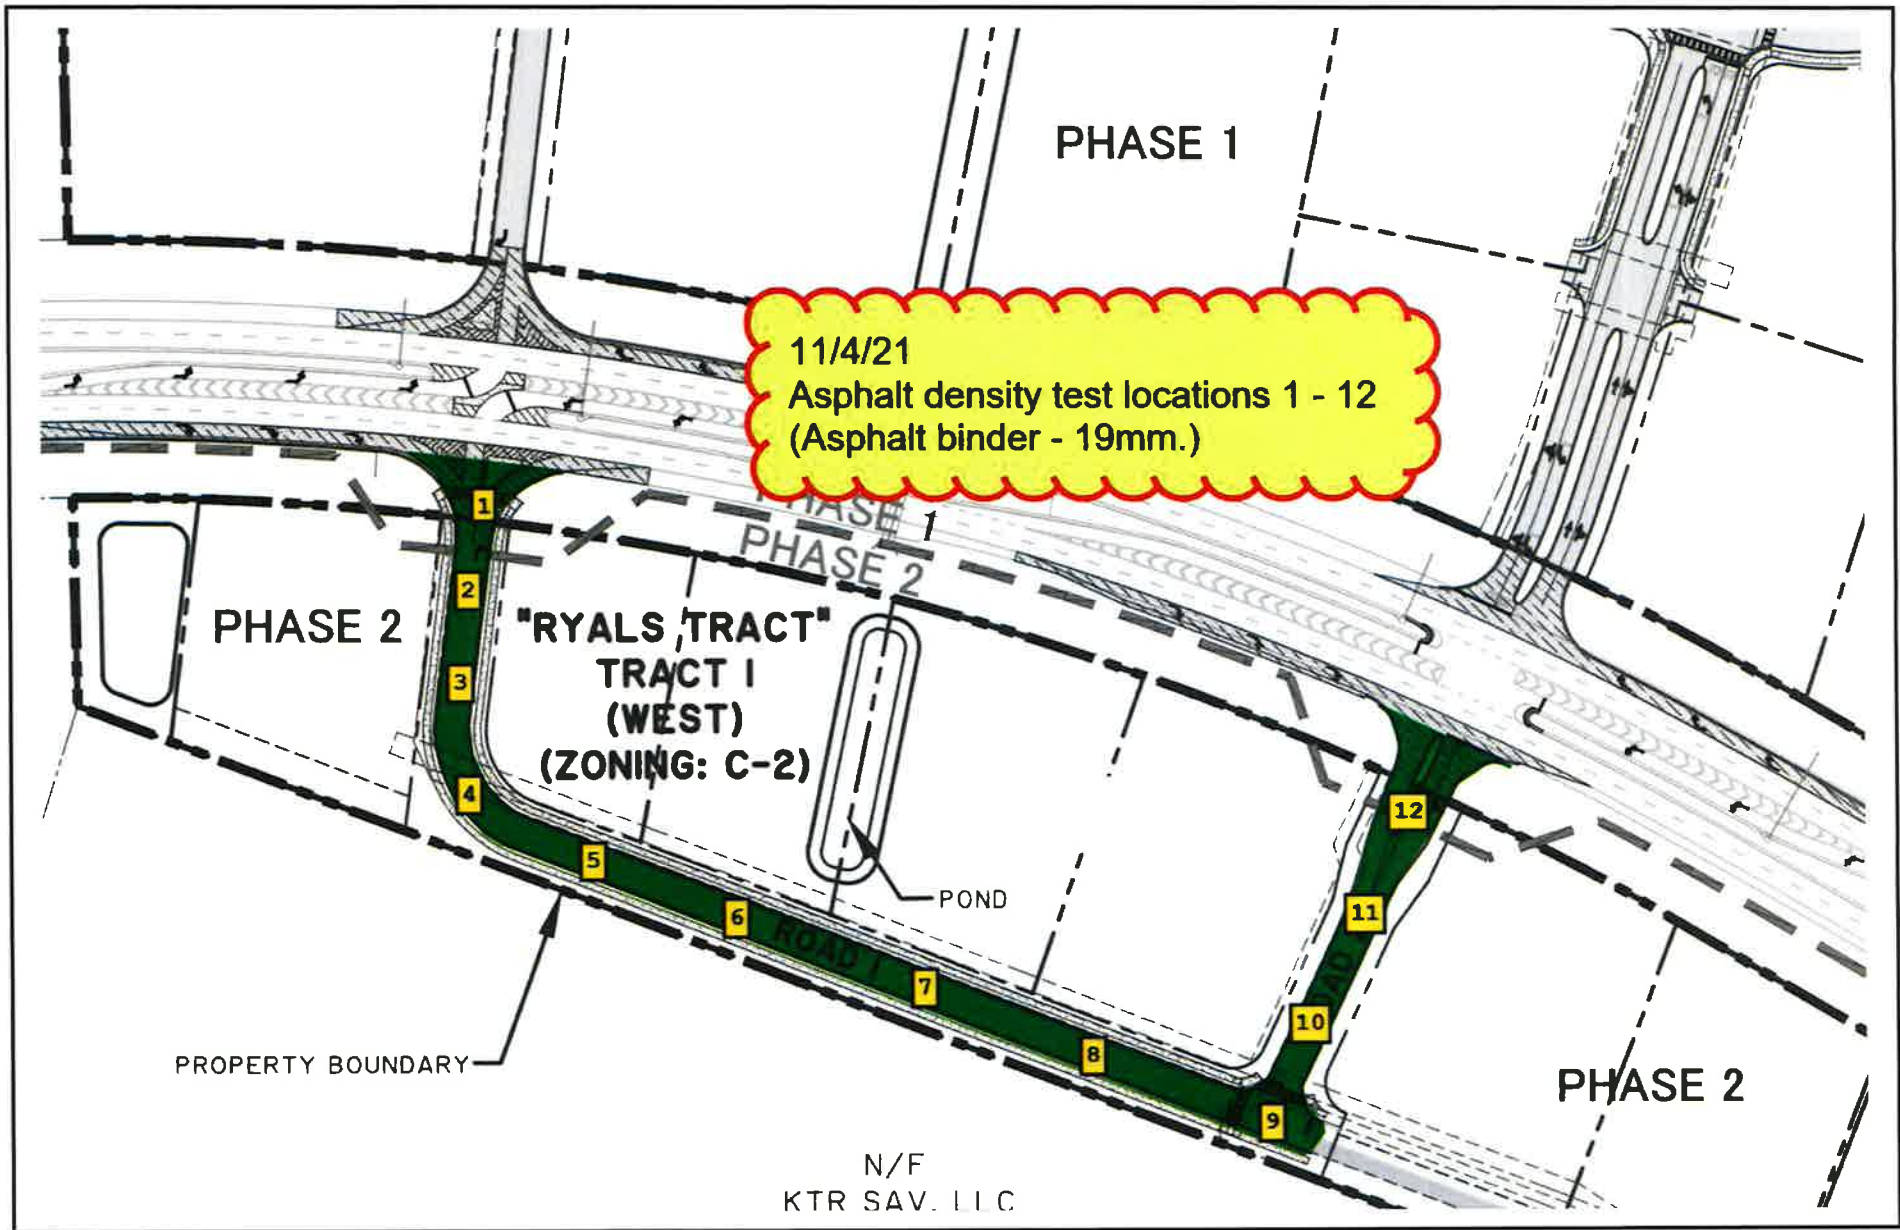 PHASE 1
11/4/21
Asphalt density test locations 1 - 12
(Asphalt binder - 19mm.)
PHASE
1
PHASE 2
1
2
3
4
5
6
7
8
9
10
11
12
PHASE 2
"RYALS TRACT"
TRACT 1
(WEST)
(ZONING: C-2)
POND
ROAD 1
PROPERTY BOUNDARY
PHASE 2
N/F
KTR SAV. LLC